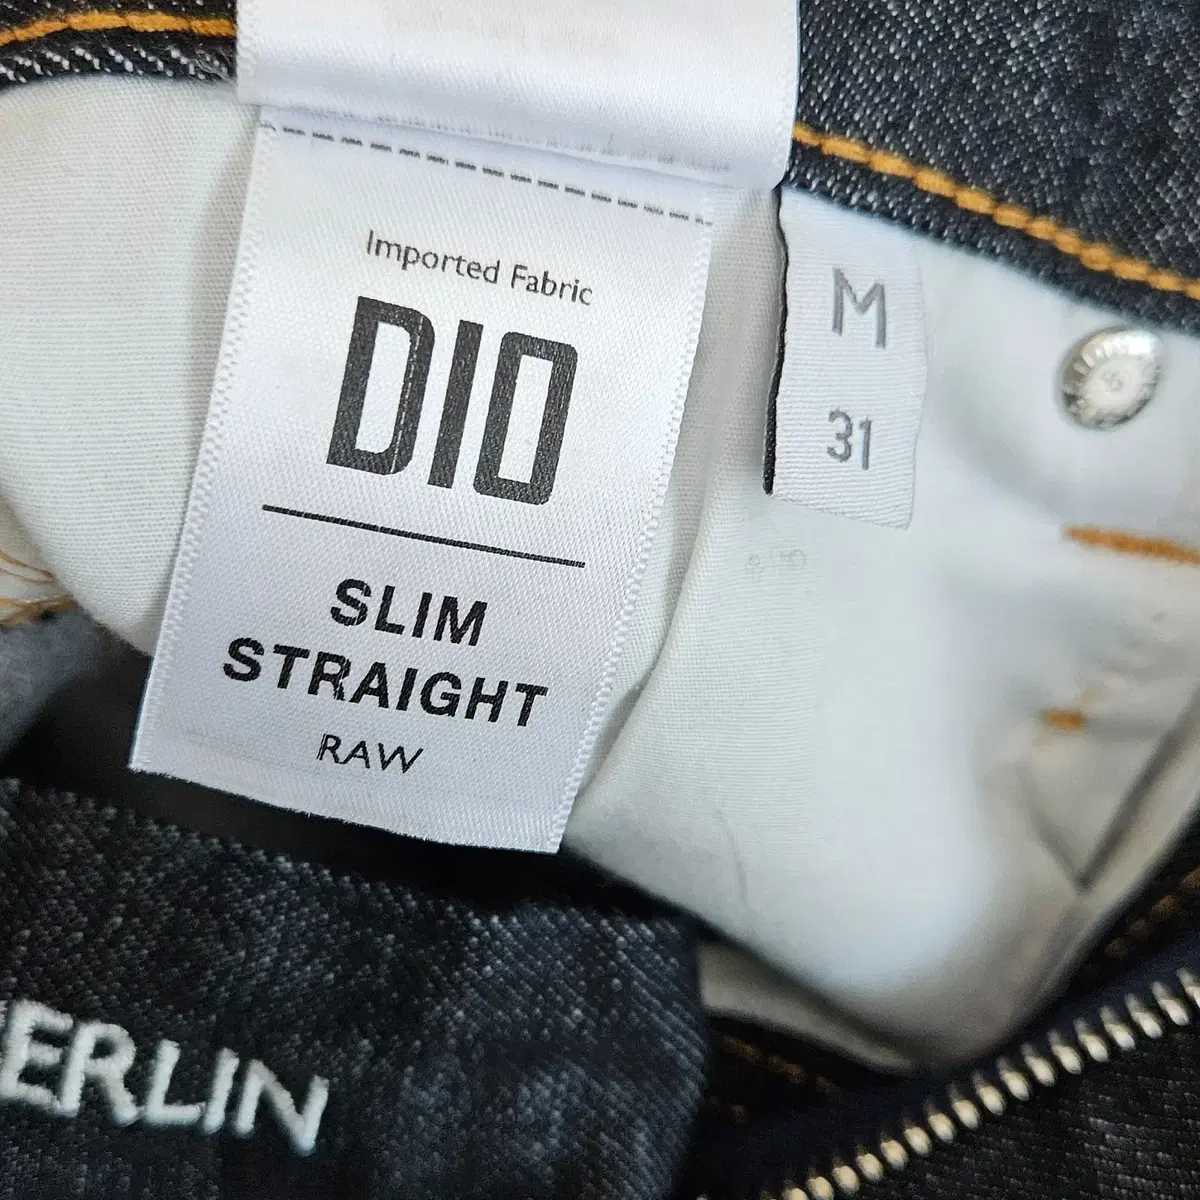 Imported Fabric
DIO
SLIM
STRAIGHT
RAW
M
31
ERLIN